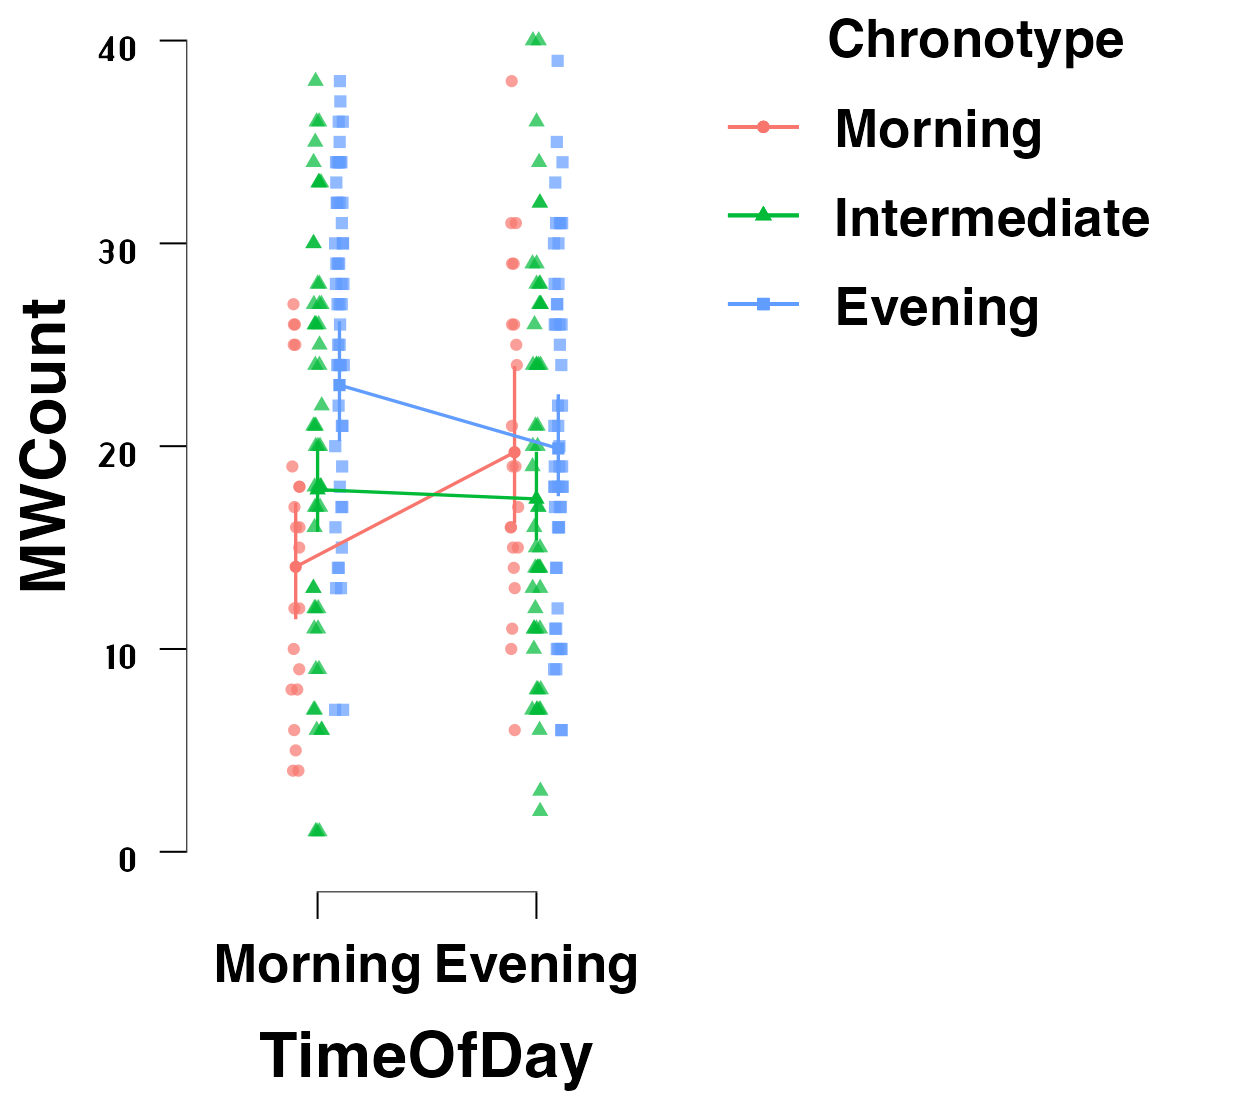 Chronotype
Morning
Intermediate
Evening
MWCount
40
30
20
10
0
Morning Evening
TimeOfDay